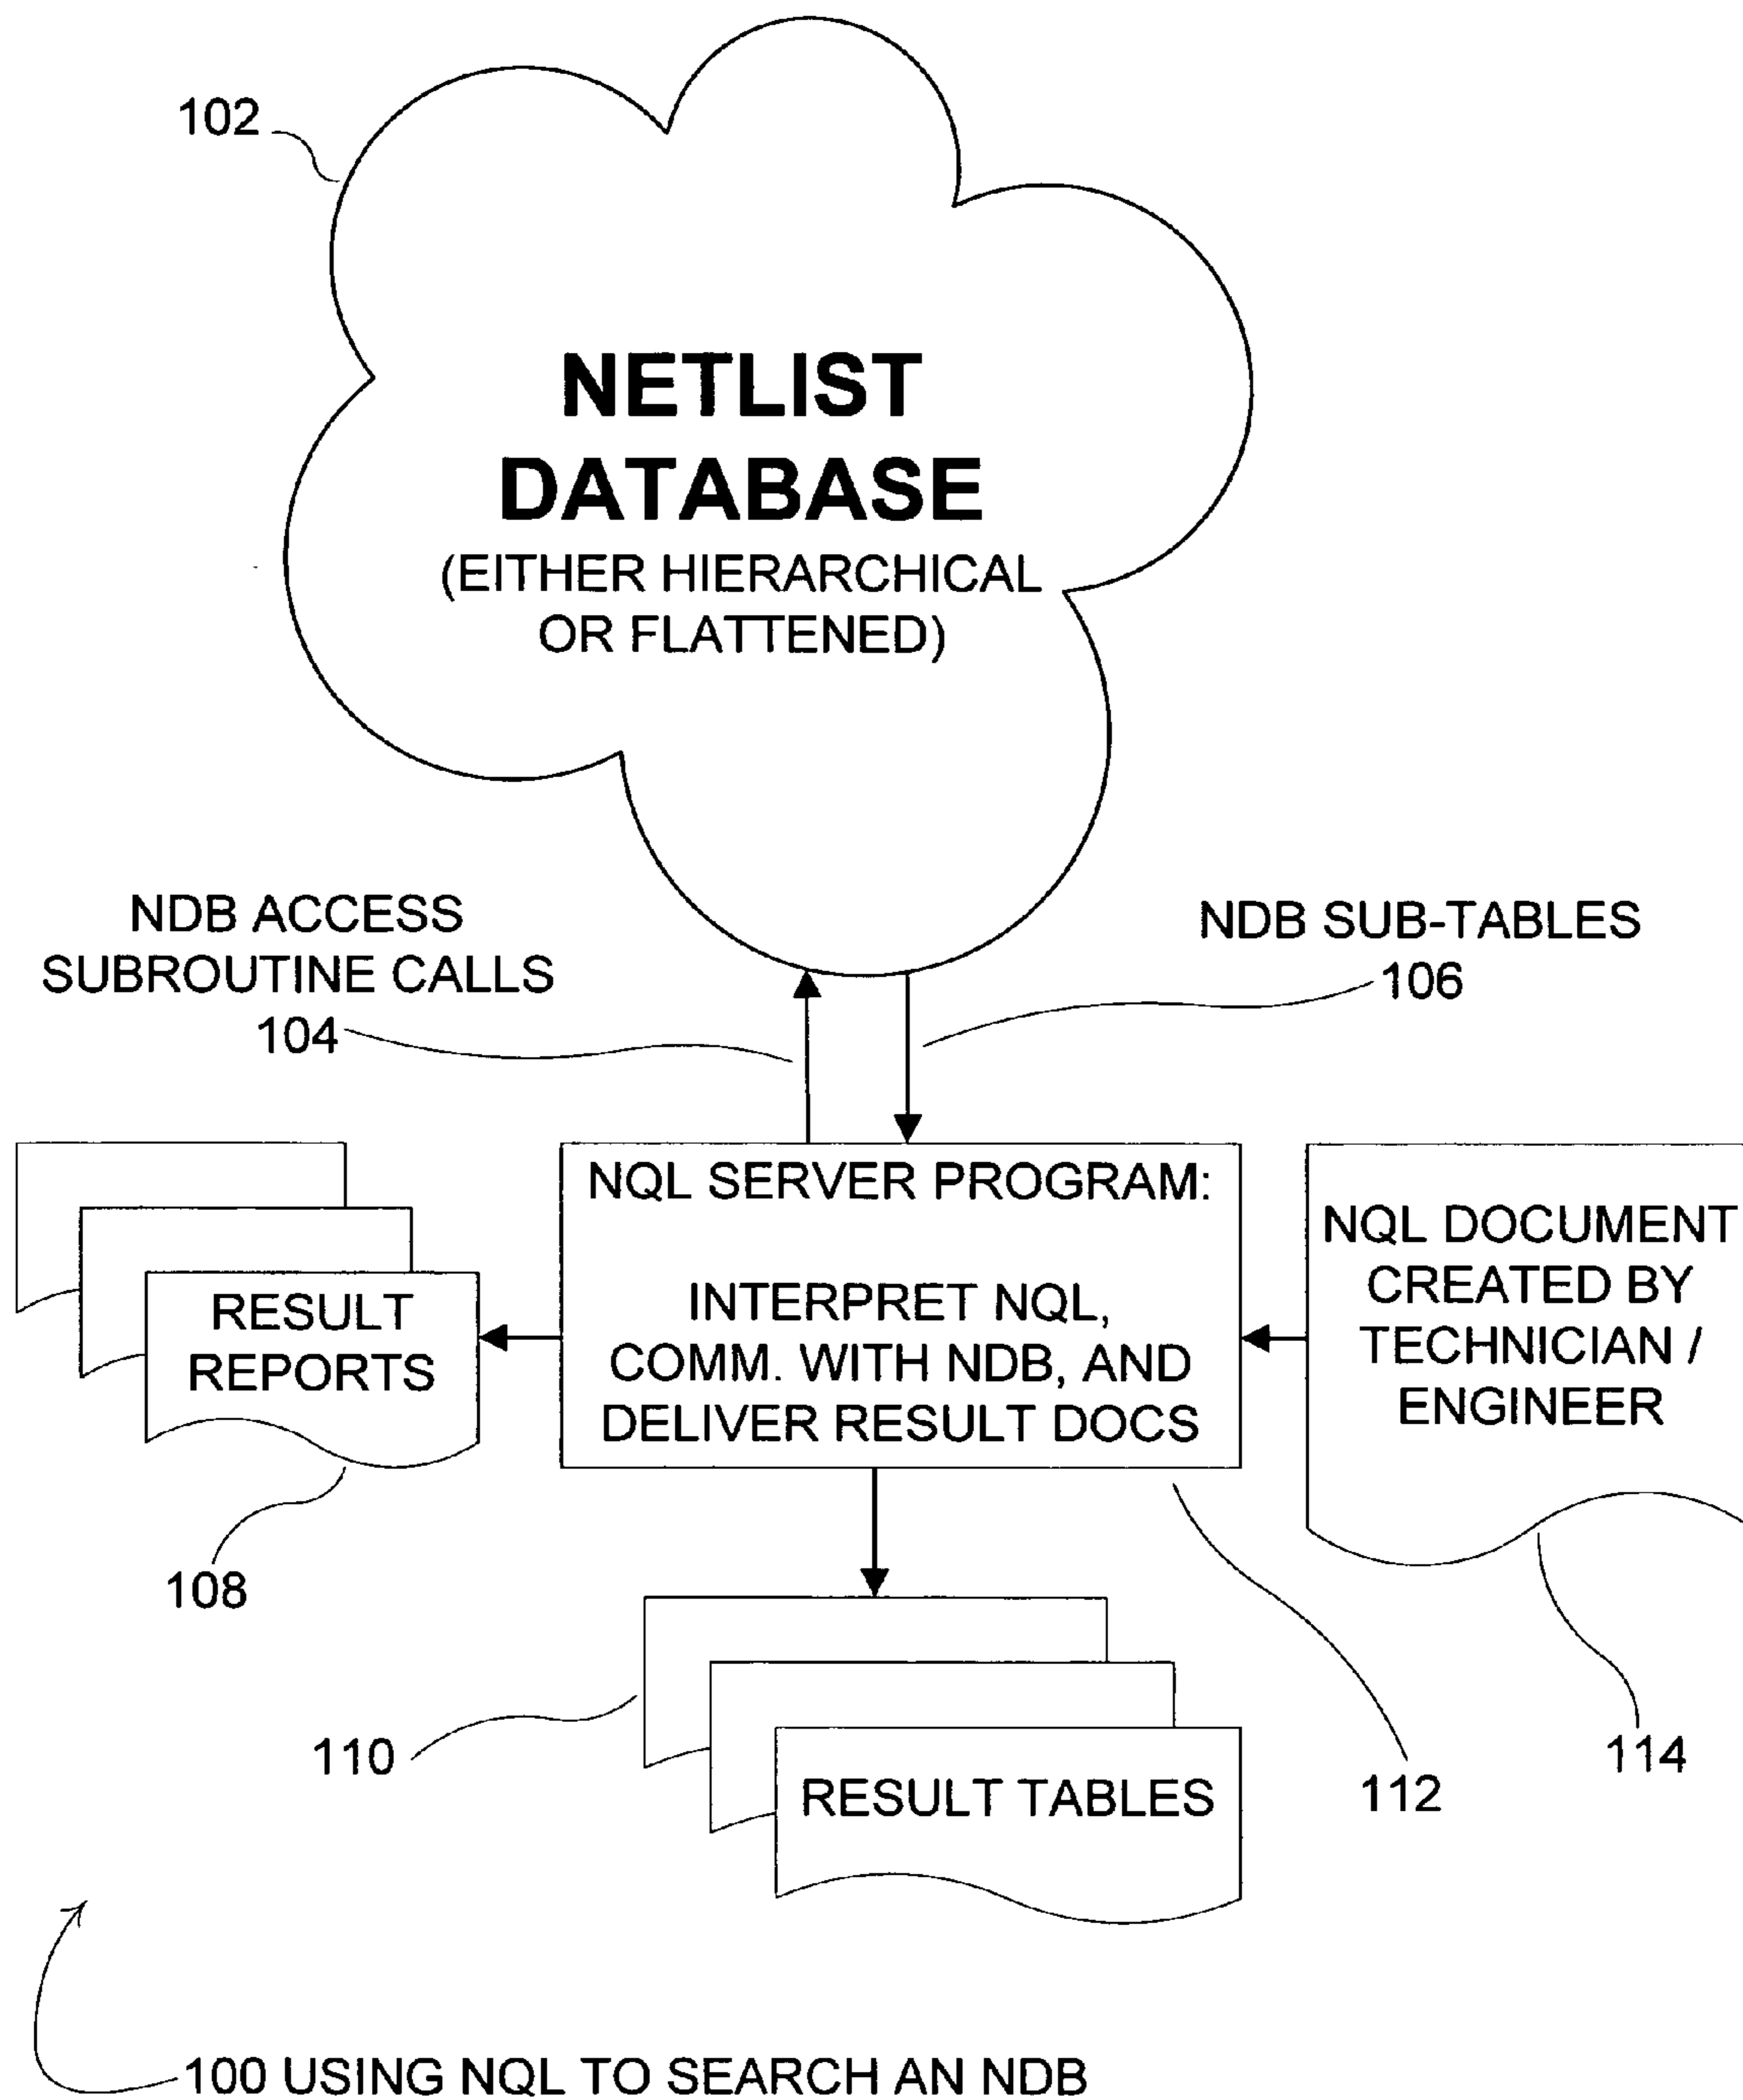 102
NETLIST
DATABASE
(EITHER HIERARCHICAL
OR FLATTENED)
NDB ACCESS
SUBROUTINE CALLS
104
NDB SUB-TABLES
106
NQL SERVER PROGRAM:
INTERPRET NQL,
COMM. WITH NDB, AND
DELIVER RESULT DOCS
NQL DOCUMENT
CREATED BY
TECHNICIAN /
ENGINEER
RESULT
REPORTS
108
110
RESULT TABLES
112
114
100 USING NQL TO SEARCH AN NDB